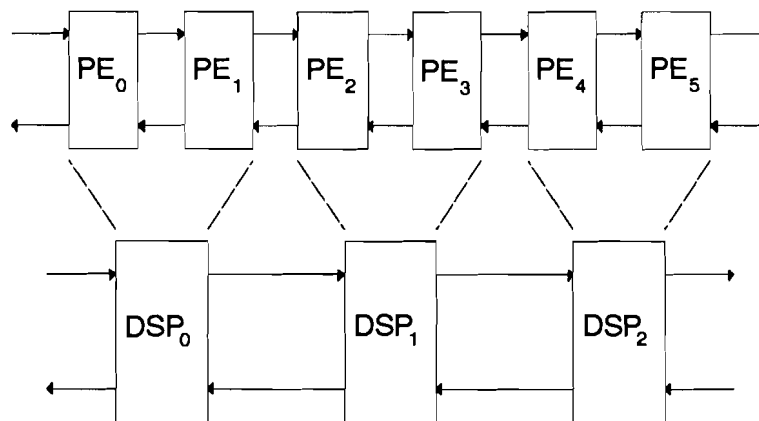 PE₀ PE₁ PE₂ PE₃ PE₄ PE₅
DSP₀ DSP₁ DSP₂